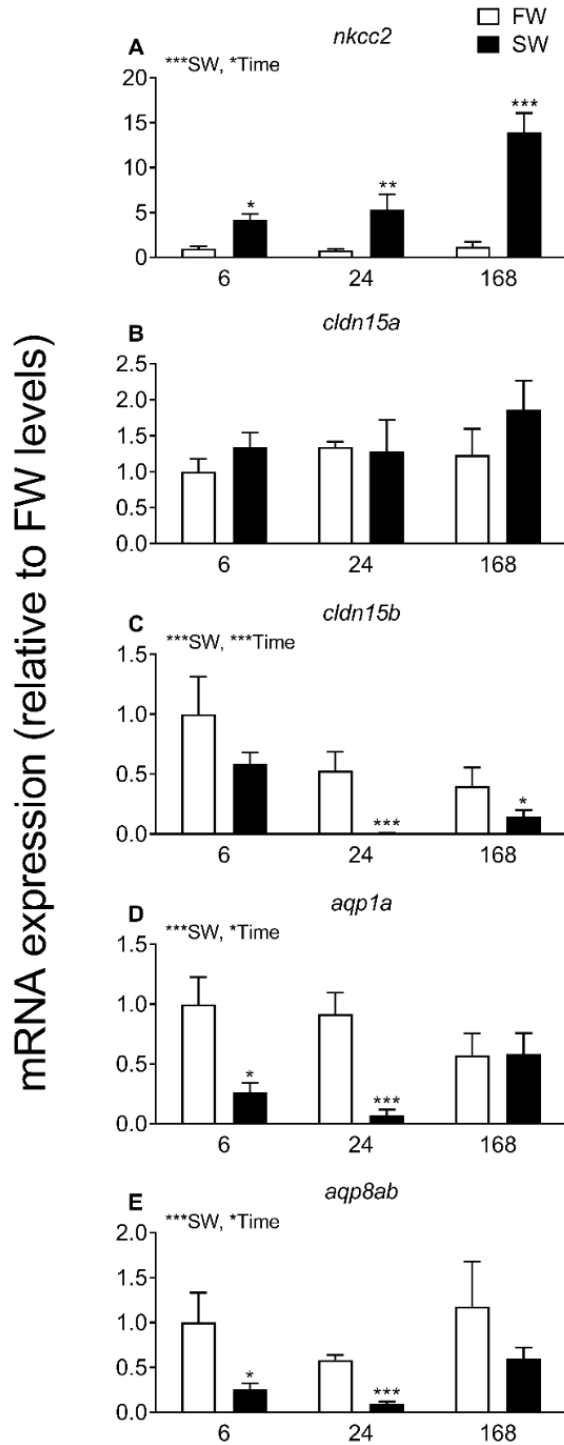 FW
SW
A
nkcc2
***SW, *Time
20
15
10
5
0
*
**
***
6 24 168
B
cldn15a
2.5
2.0
1.5
1.0
0.5
0.0
6 24 168
C
cldn15b
***SW, ***Time
1.5
1.0
0.5
0.0
***
*
6 24 168
D
aqp1a
***SW, *Time
1.5
1.0
0.5
0.0
*
***
6 24 168
E
aqp8ab
***SW, *Time
2.0
1.5
1.0
0.5
0.0
*
***
6 24 168
mRNA expression (relative to FW levels)